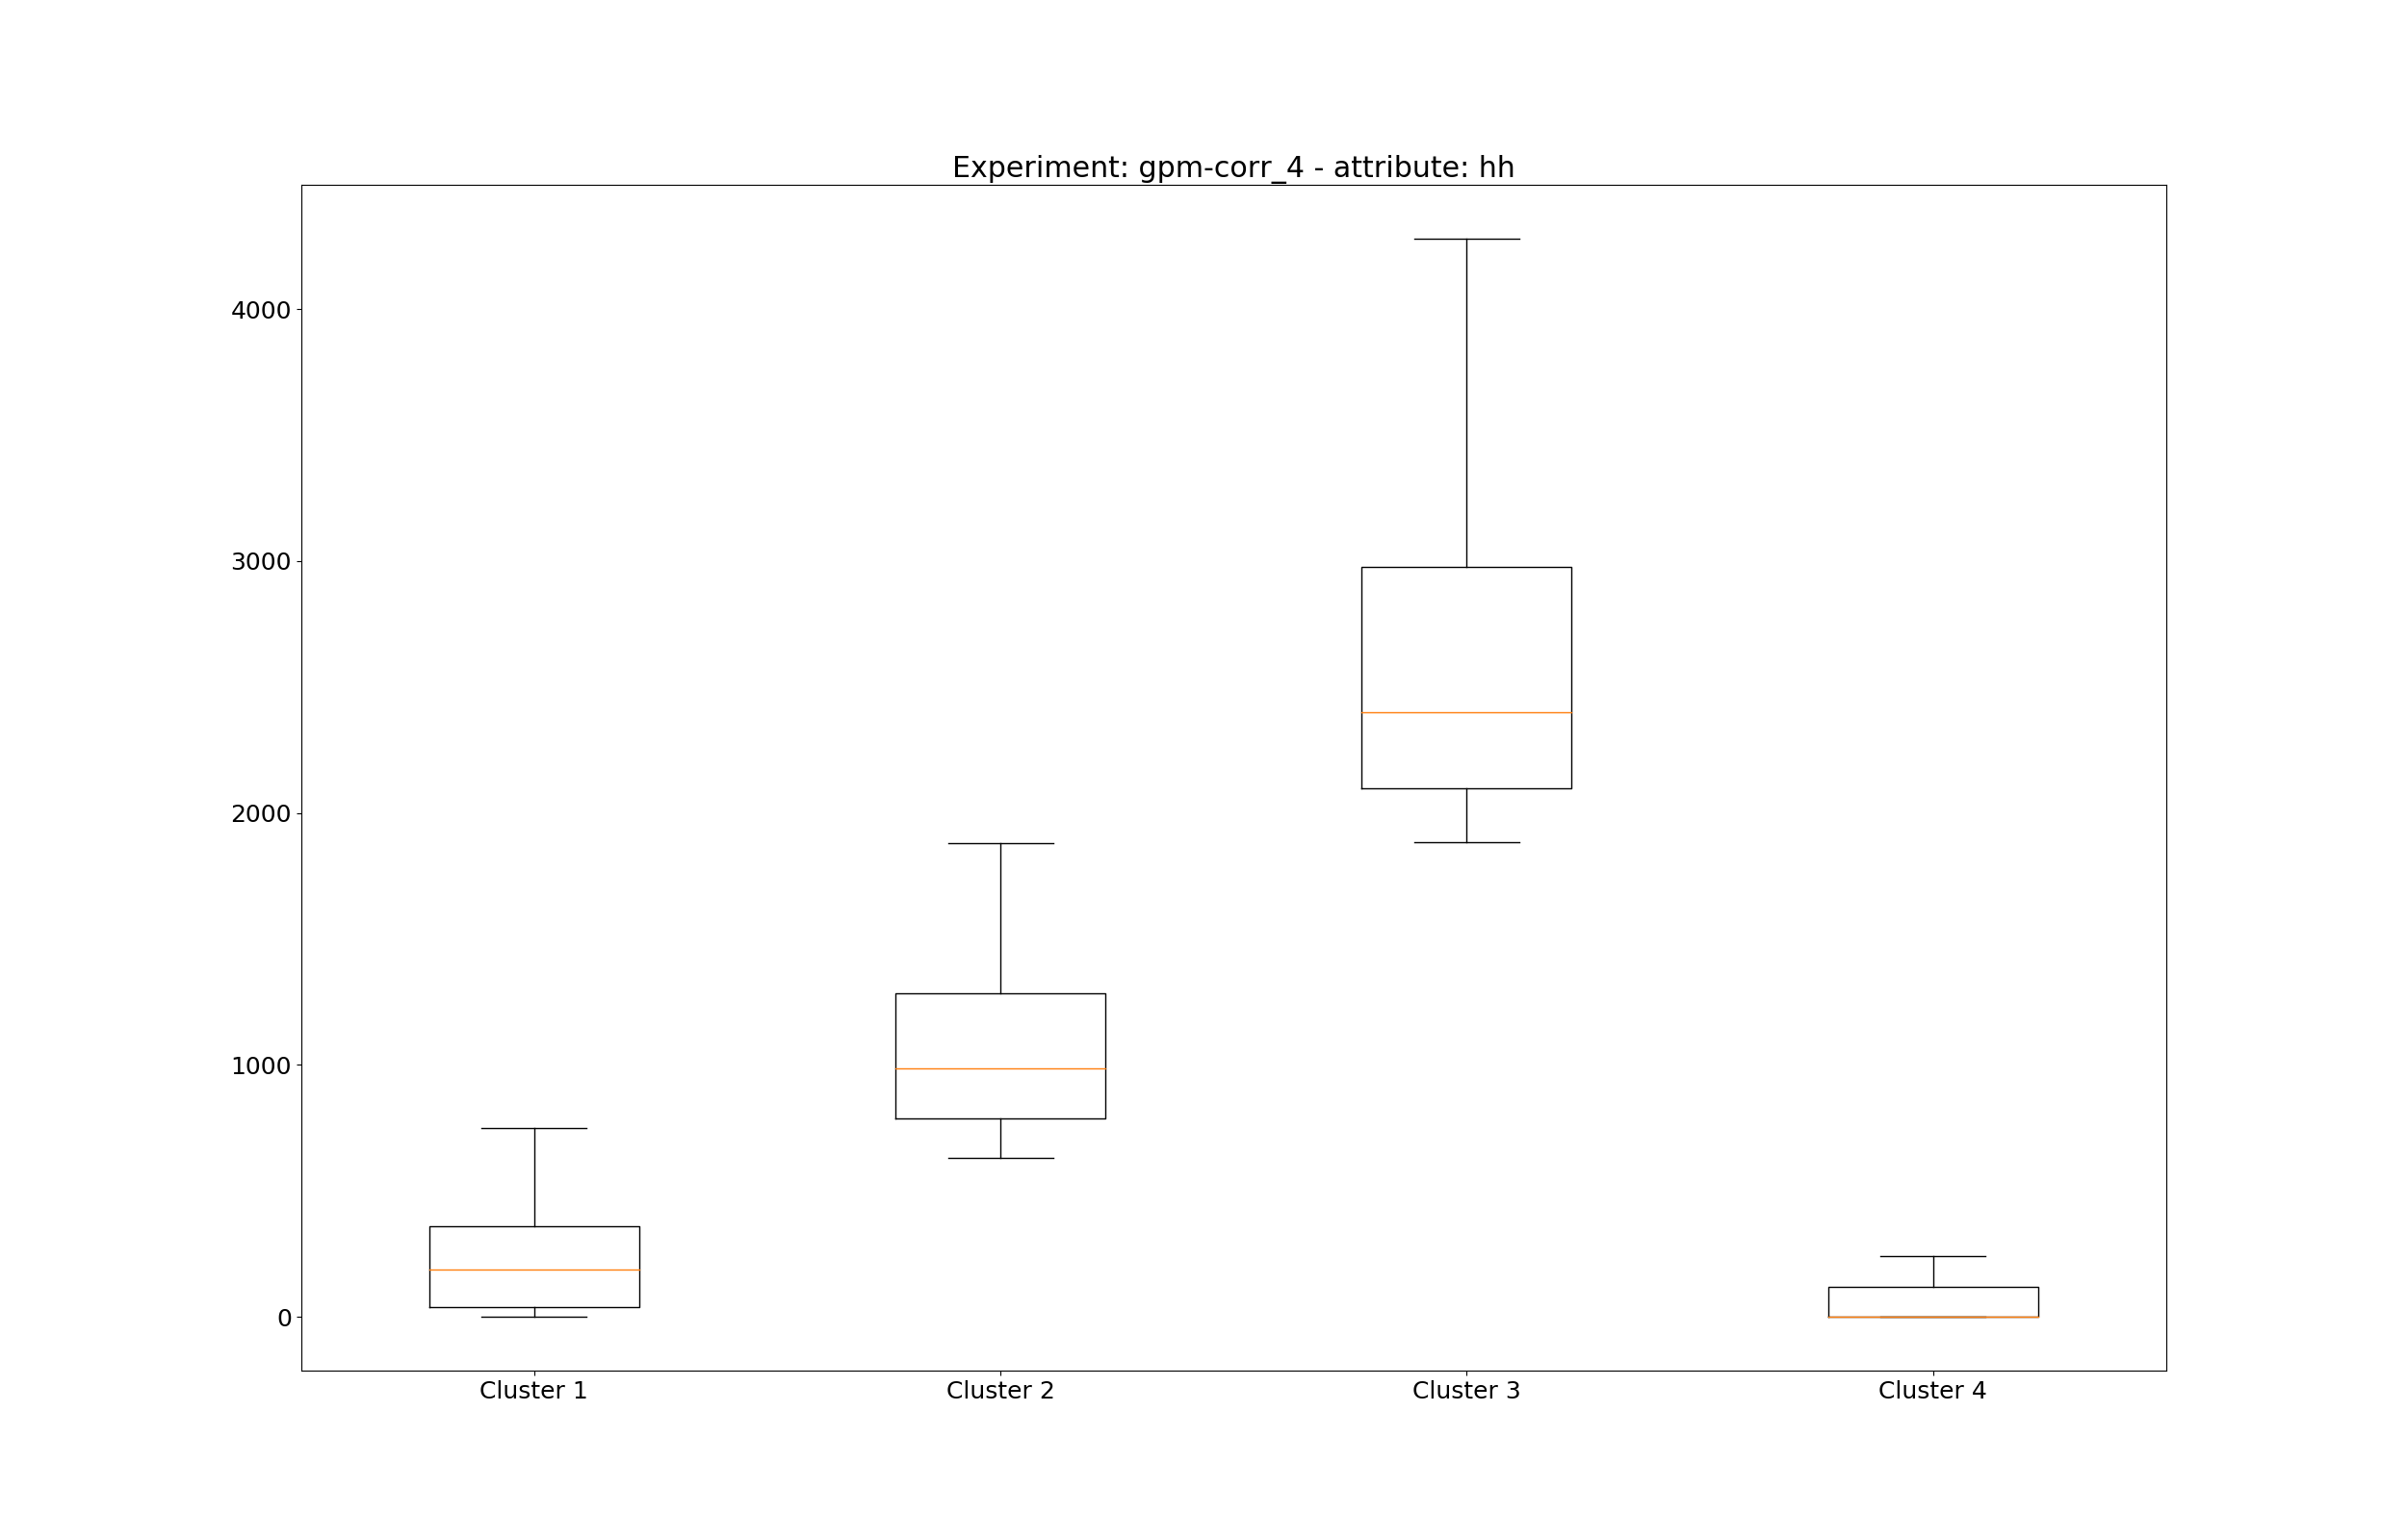 Experiment: gpm-corr_4 - attribute: hh
4000
3000
2000
1000
0
Cluster 1 Cluster 2 Cluster 3 Cluster 4